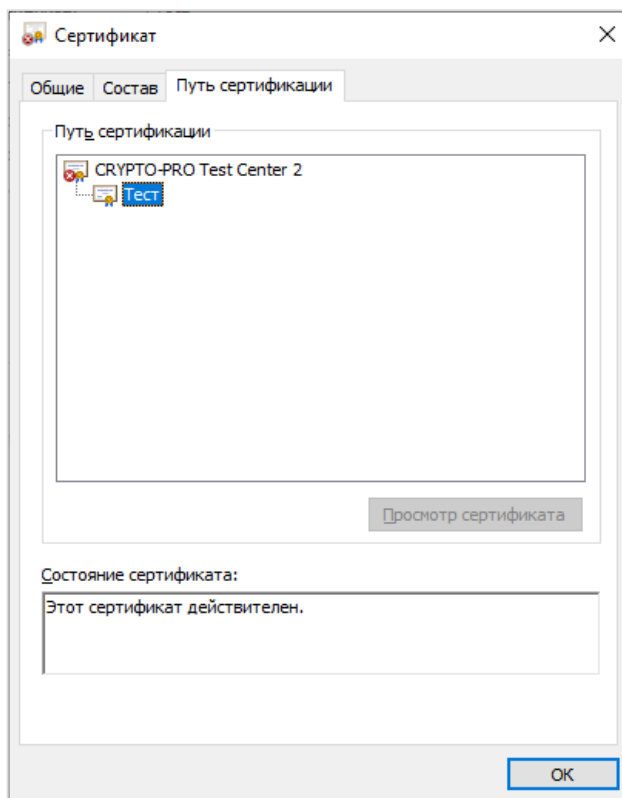 Сертификат
Общие Состав Путь сертификации
Путь сертификации
CRYPTO-PRO Test Center 2
Тест
Просмотр сертификата
Состояние сертификата:
Этот сертификат действителен.
ОК